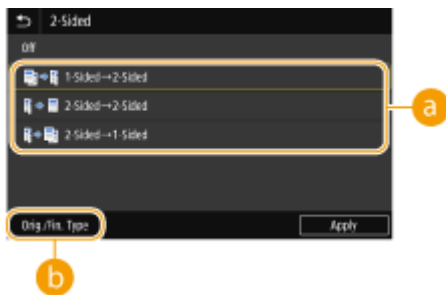 2-Sided
Off
1-Sided→2-Sided
2-Sided→2-Sided
2-Sided→1-Sided
a
Orig./Fin. Type
Apply
b